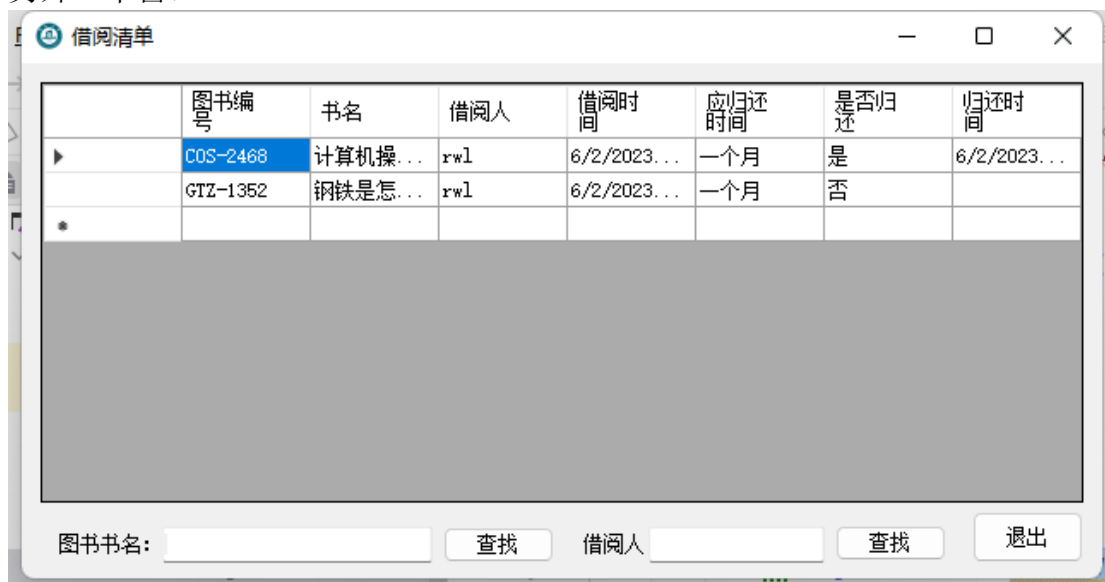 借阅清单
图书编号 书名 借阅人 借阅时间 应归还时间 是否归还 归还时间
COS-2468 计算机操... rwl 6/2/2023... 一个月 是 6/2/2023...
GTZ-1352 钢铁是怎... rwl 6/2/2023... 一个月 否
图书书名: 查找 借阅人 查找 退出